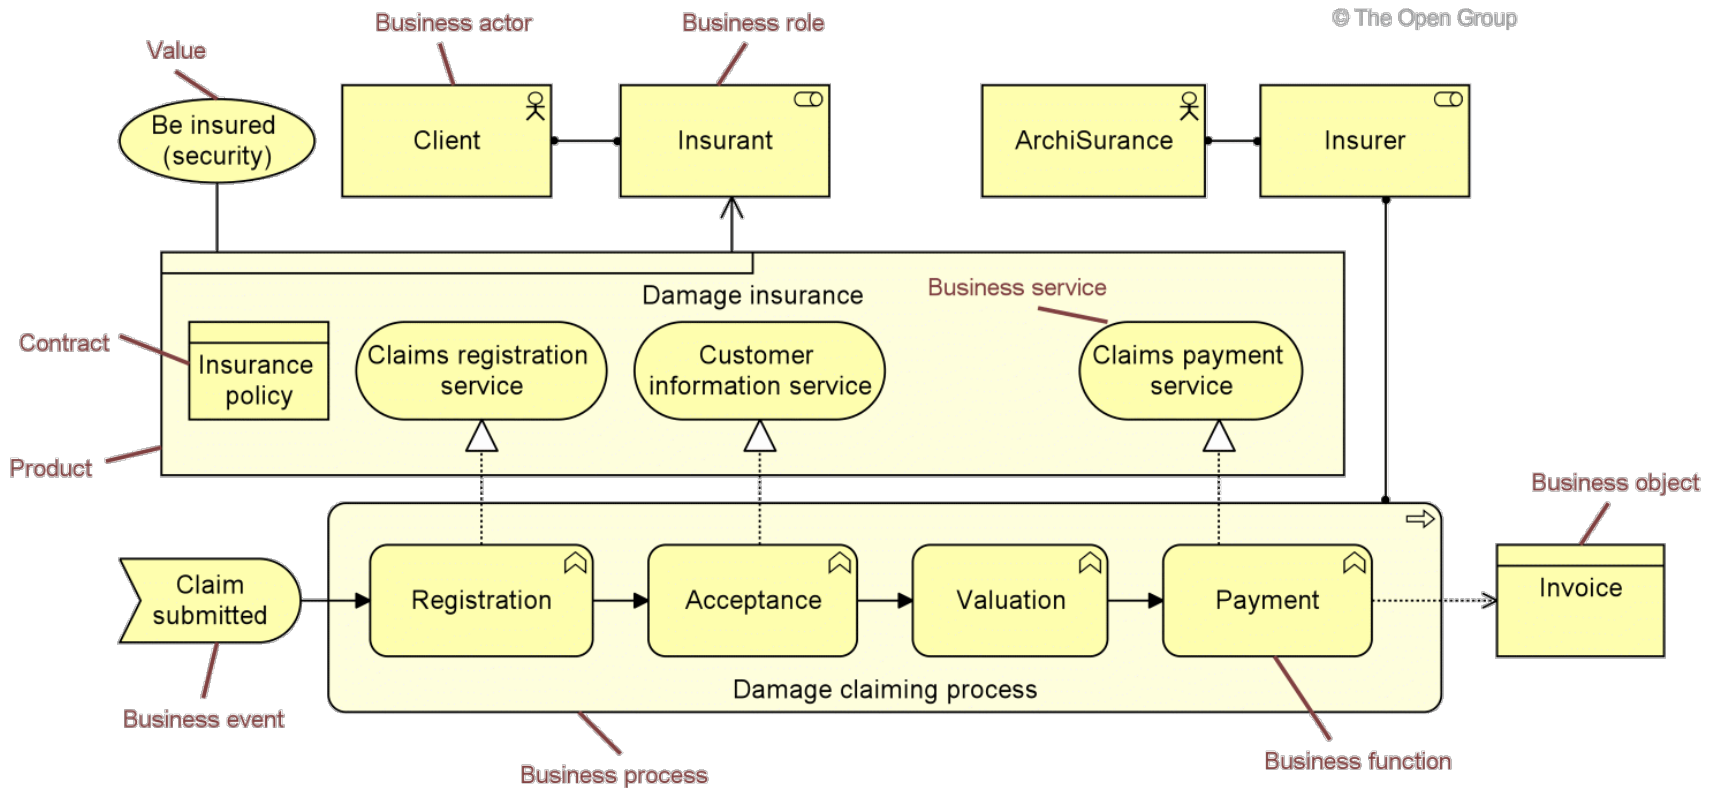 © The Open Group
Business actor
Business role
Value
Be insured
(security)
Client
Insurant
ArchiSurance
Insurer
Damage insurance
Business service
Contract
Insurance
policy
Claims registration
service
Customer
information service
Claims payment
service
Product
Business object
Claim
submitted
Registration
Acceptance
Valuation
Payment
Invoice
Damage claiming process
Business event
Business process
Business function